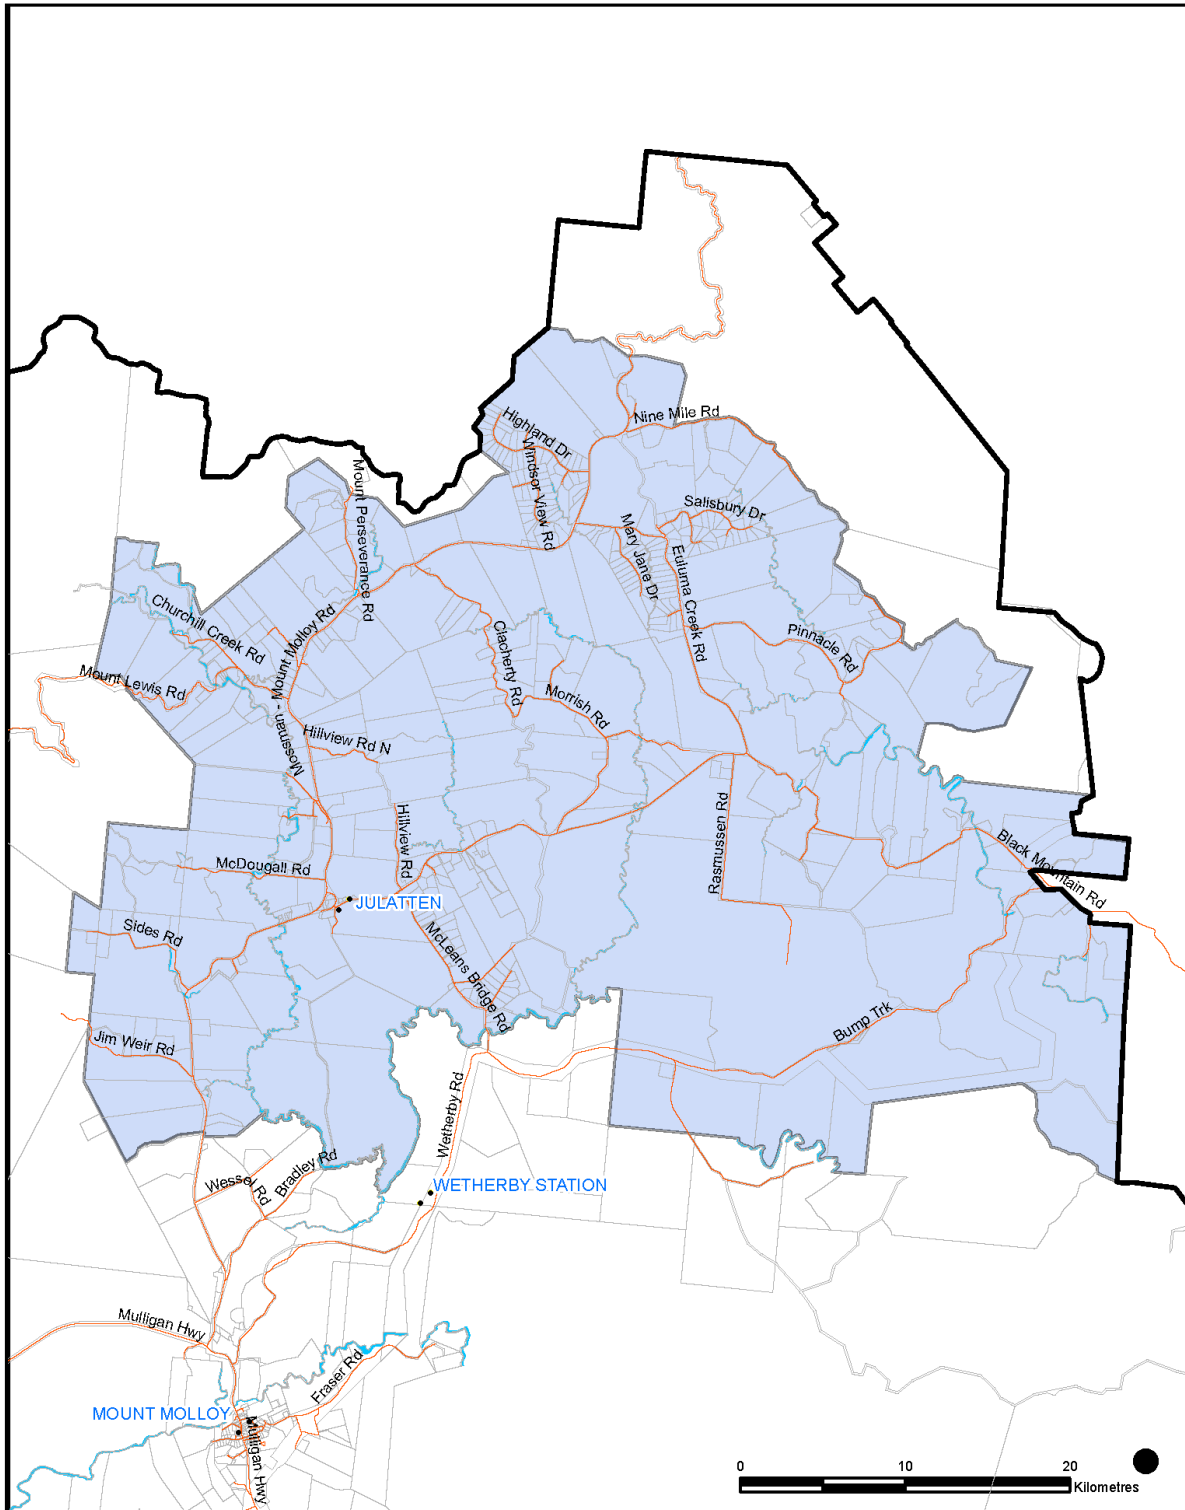 Nine Mile Rd
Highland Dr
Windsor View Rd
Mount Perseverance Rd
Salisbury Dr
Mary Jane Dr
Euluma Creek Rd
Churchill Creek Rd
Mossman - Mount Molloy Rd
Clacherty Rd
Pinnacle Rd
Mount Lewis Rd
Morrish Rd
Hillview Rd N
Hillview Rd
Rasmussen Rd
Black Mountain Rd
McDougall Rd
JULATTEN
Sides Rd
McLeans Bridge Rd
Bump Trk
Jim Weir Rd
Wetherby Rd
Wessel Rd
Bradley Rd
WETHERBY STATION
Mulligan Hwy
Fraser Rd
MOUNT MOLLOY
Mulligan Hwy
0 10 20
Kilometres